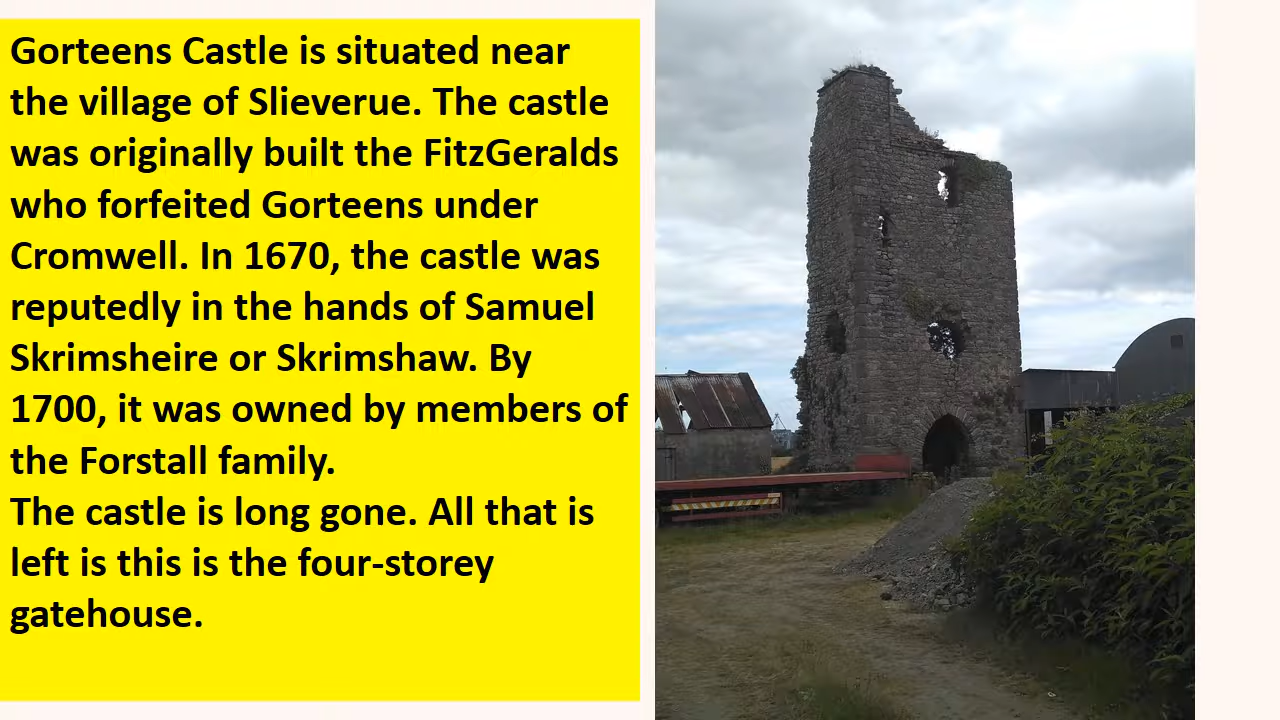 Gorteens Castle is situated near
the village of Slieverue. The castle
was originally built the FitzGeralds
who forfeited Gorteens under
Cromwell. In 1670, the castle was
reputedly in the hands of Samuel
Skrimsheire or Skrimshaw. By
1700, it was owned by members of
the Forstall family.
The castle is long gone. All that is
left is this is the four-storey
gatehouse.